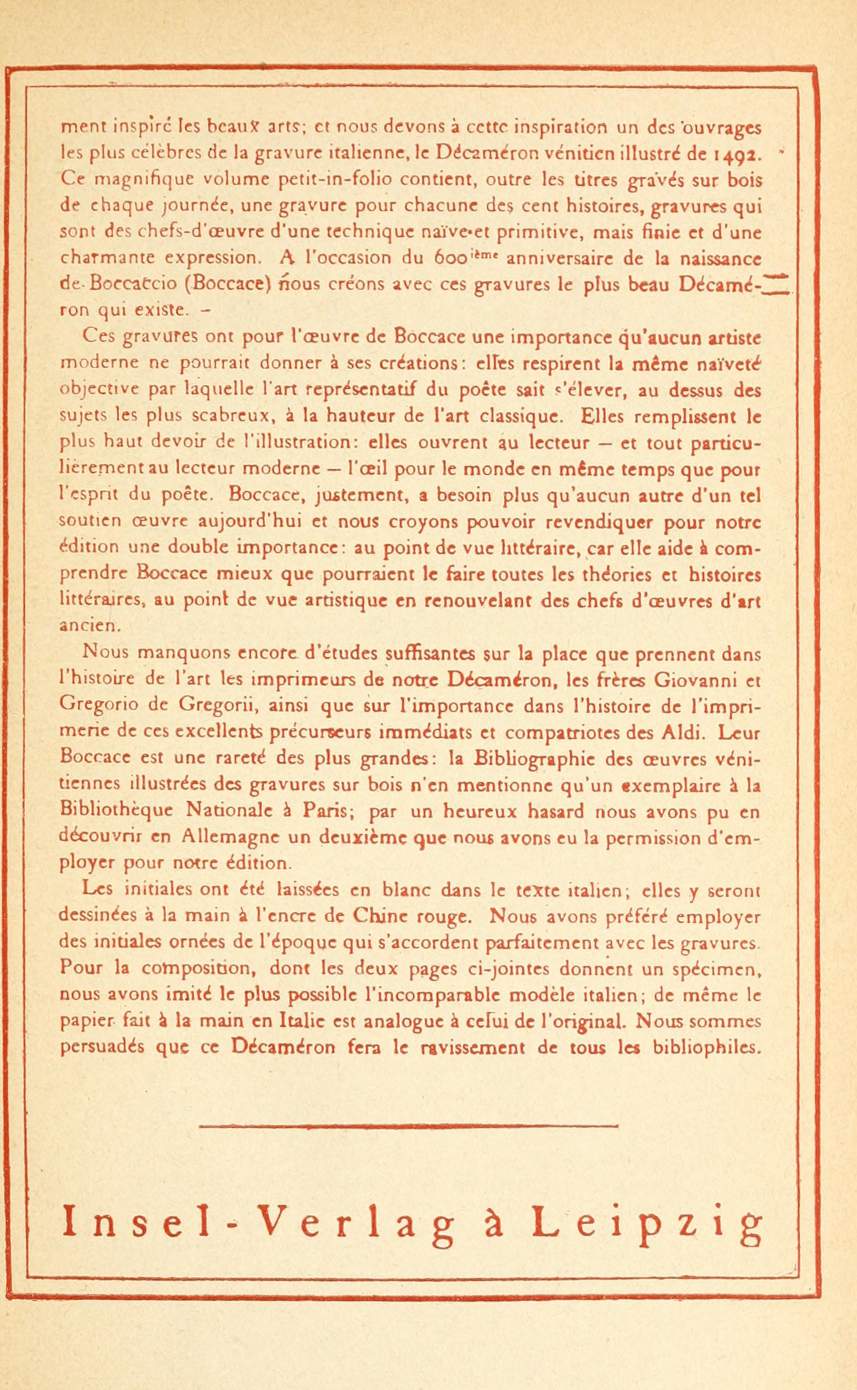 ment inspiré les beaux arts; et nous devons à cette inspiration un des ouvrages
les plus célèbres de la gravure italienne, le Décaméron vénitien illustré de 1492.
Ce magnifique volume petit-in-folio contient, outre les titres gravés sur bois
de chaque journée, une gravure pour chacune des cent histoires, gravures qui
sont des chefs-d'œuvre d'une technique naïve et primitive, mais finie et d'une
charmante expression. A l'occasion du 600ième anniversaire de la naissance
de Boccaccio (Boccace) nous créons avec ces gravures le plus beau Décamé-
ron qui existe. –
Ces gravures ont pour l'œuvre de Boccace une importance qu'aucun artiste
moderne ne pourrait donner à ses créations: elles respirent la même naïveté
objective par laquelle l'art représentatif du poête sait s'élever, au dessus des
sujets les plus scabreux, à la hauteur de l'art classique. Elles remplissent le
plus haut devoir de l'illustration: elles ouvrent au lecteur — et tout particu-
lièrement au lecteur moderne — l'œil pour le monde en même temps que pour
l'esprit du poête. Boccace, justement, a besoin plus qu'aucun autre d'un tel
soutien œuvre aujourd'hui et nous croyons pouvoir revendiquer pour notre
édition une double importance: au point de vue littéraire, car elle aide à com-
prendre Boccace mieux que pourraient le faire toutes les théories et histoires
littéraires, au point de vue artistique en renouvelant des chefs d'œuvres d'art
ancien.
Nous manquons encore d'études suffisantes sur la place que prennent dans
l'histoire de l'art les imprimeurs de notre Décaméron, les frères Giovanni et
Gregorio de Gregorii, ainsi que sur l'importance dans l'histoire de l'impri-
merie de ces excellents précurseurs immédiats et compatriotes des Aldi. Leur
Boccace est une rareté des plus grandes: la Bibliographie des œuvres véni-
tiennes illustrées des gravures sur bois n'en mentionne qu'un exemplaire à la
Bibliothèque Nationale à Paris; par un heureux hasard nous avons pu en
découvrir en Allemagne un deuxième que nous avons eu la permission d'em-
ployer pour notre édition.
Les initiales ont été laissées en blanc dans le texte italien; elles y seront
dessinées à la main à l'encre de Chine rouge. Nous avons préféré employer
des initiales ornées de l'époque qui s'accordent parfaitement avec les gravures.
Pour la composition, dont les deux pages ci-jointes donnent un spécimen,
nous avons imité le plus possible l'incomparable modèle italien; de même le
papier fait à la main en Italie est analogue à celui de l'original. Nous sommes
persuadés que ce Décaméron fera le ravissement de tous les bibliophiles.
Insel-Verlag à Leipzig